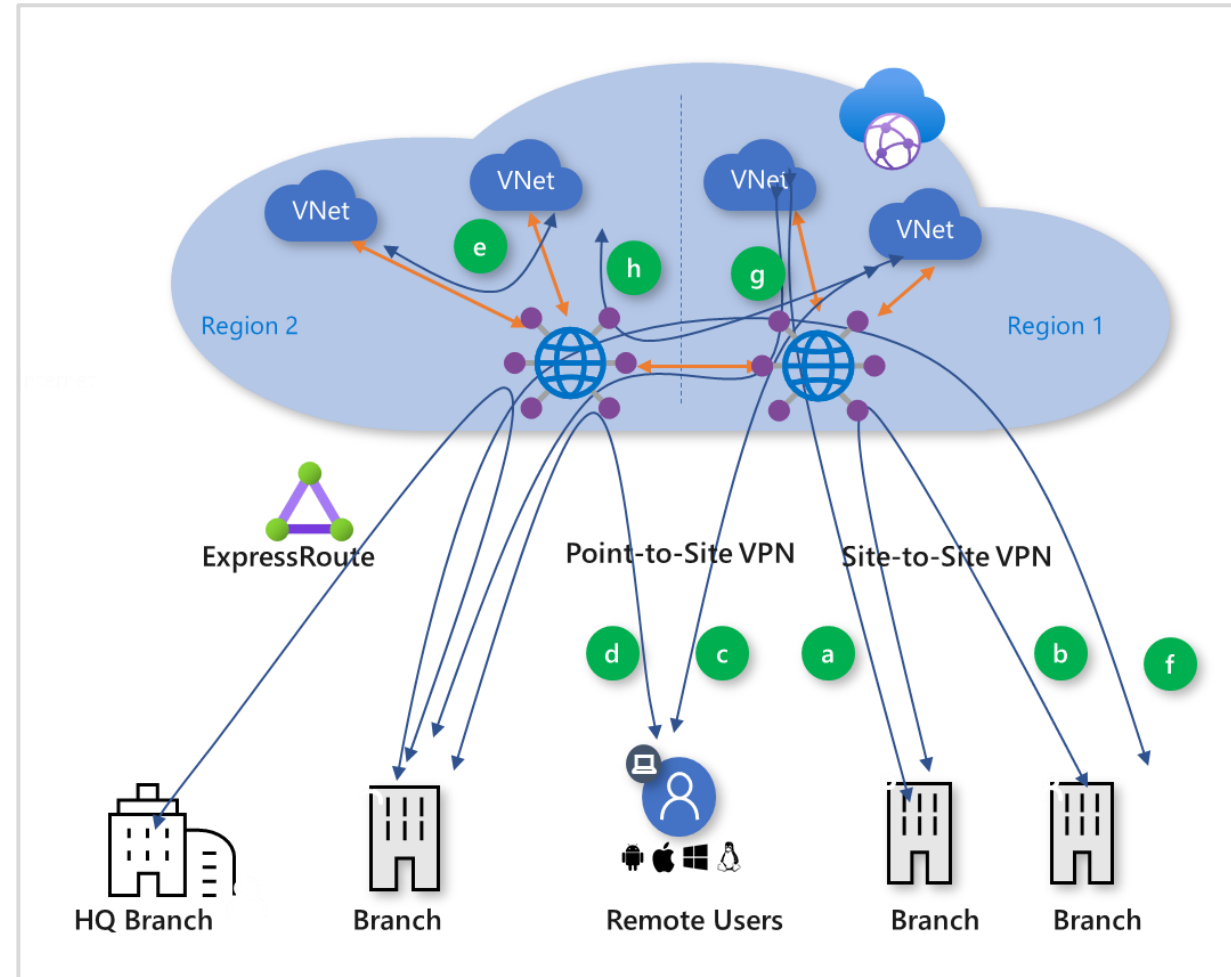 VNet
VNet
VNet
VNet
e
h
g
Region 2
Region 1
ExpressRoute
Point-to-Site VPN
Site-to-Site VPN
d
c
a
b
f
HQ Branch
Branch
Remote Users
Branch
Branch